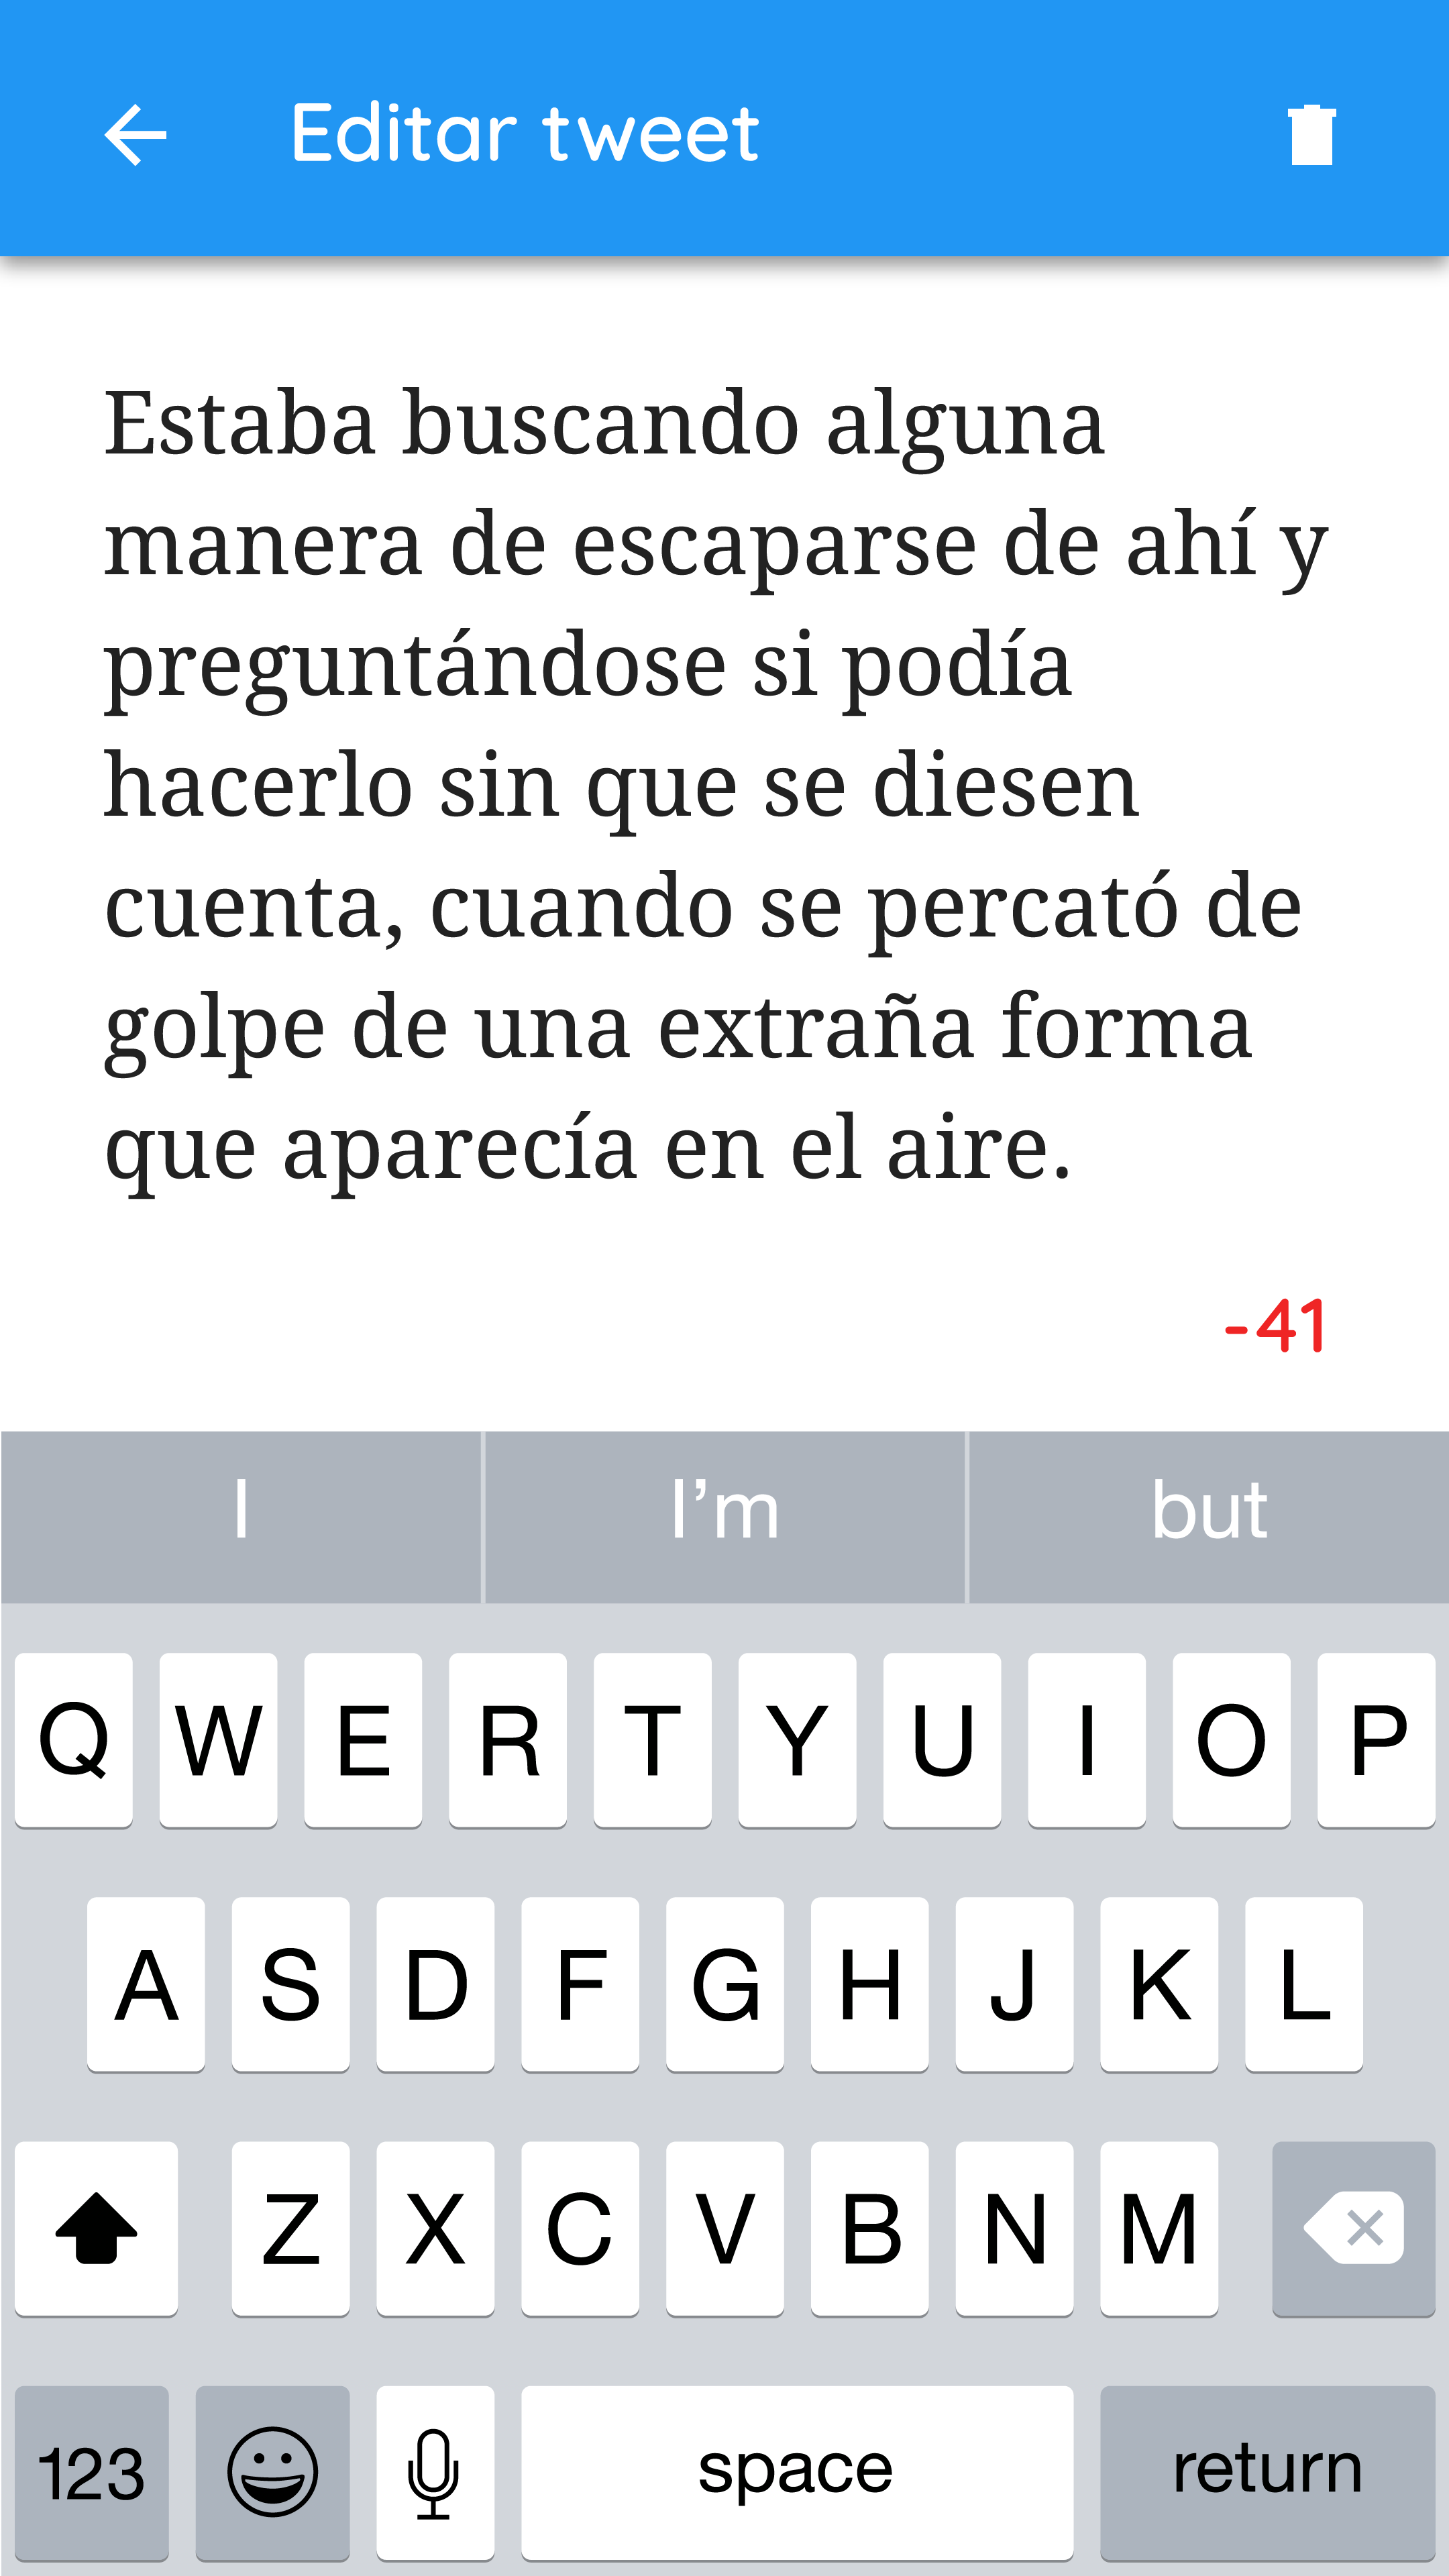 Editar tweet
Estaba buscando alguna
manera de escaparse de ahí y
preguntándose si podía
hacerlo sin que se diesen
cuenta, cuando se percató de
golpe de una extraña forma
que aparecía en el aire.
-41
I I’m but
Q W E R T Y U I O P
A S D F G H J K L
Z X C V B N M
123 space return